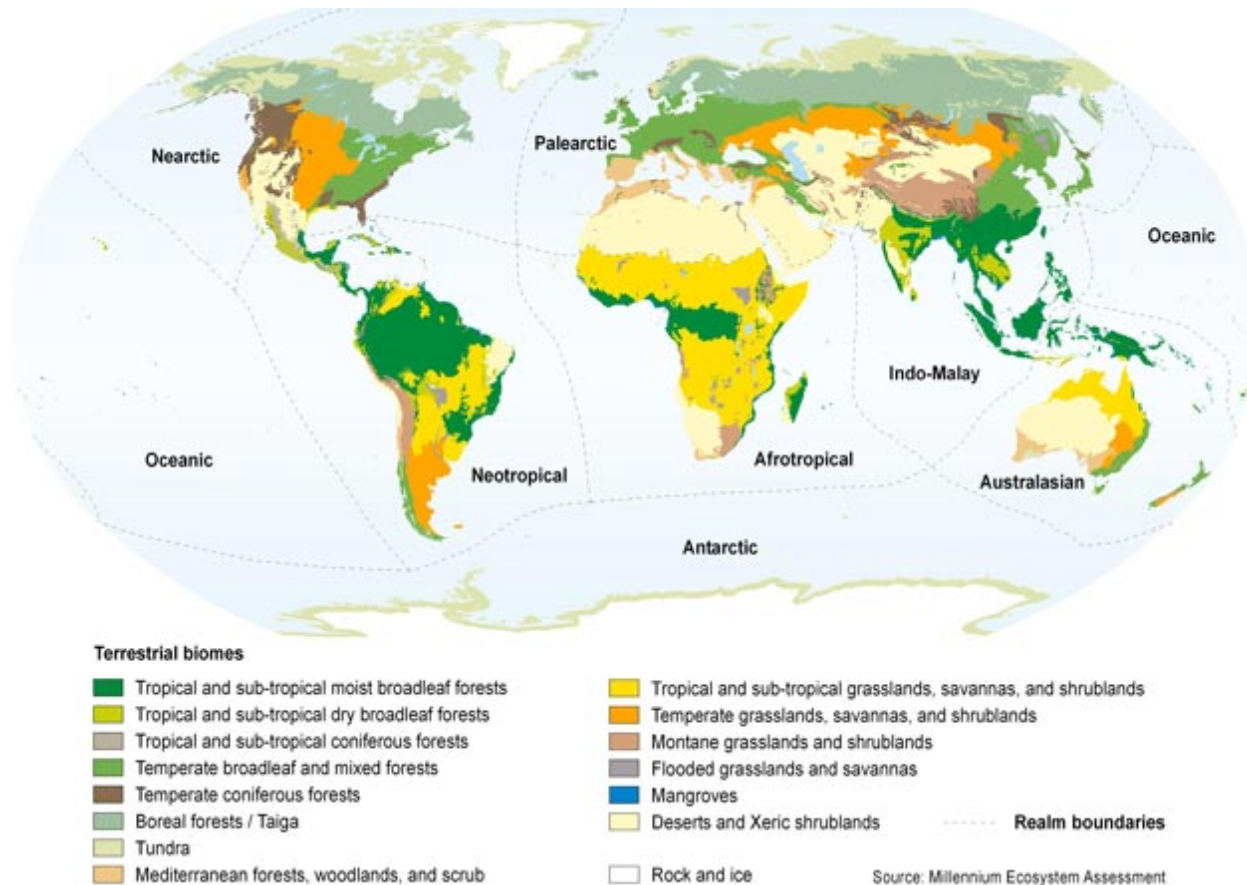 Nearctic
Palearctic
Oceanic
Indo-Malay
Oceanic
Neotropical
Afrotropical
Australasian
Antarctic
Terrestrial biomes
Tropical and sub-tropical moist broadleaf forests
Tropical and sub-tropical dry broadleaf forests
Tropical and sub-tropical coniferous forests
Temperate broadleaf and mixed forests
Temperate coniferous forests
Boreal forests / Taiga
Tundra
Mediterranean forests, woodlands, and scrub
Tropical and sub-tropical grasslands, savannas, and shrublands
Temperate grasslands, savannas, and shrublands
Montane grasslands and shrublands
Flooded grasslands and savannas
Mangroves
Deserts and Xeric shrublands
Realm boundaries
Rock and ice
Source: Millennium Ecosystem Assessment